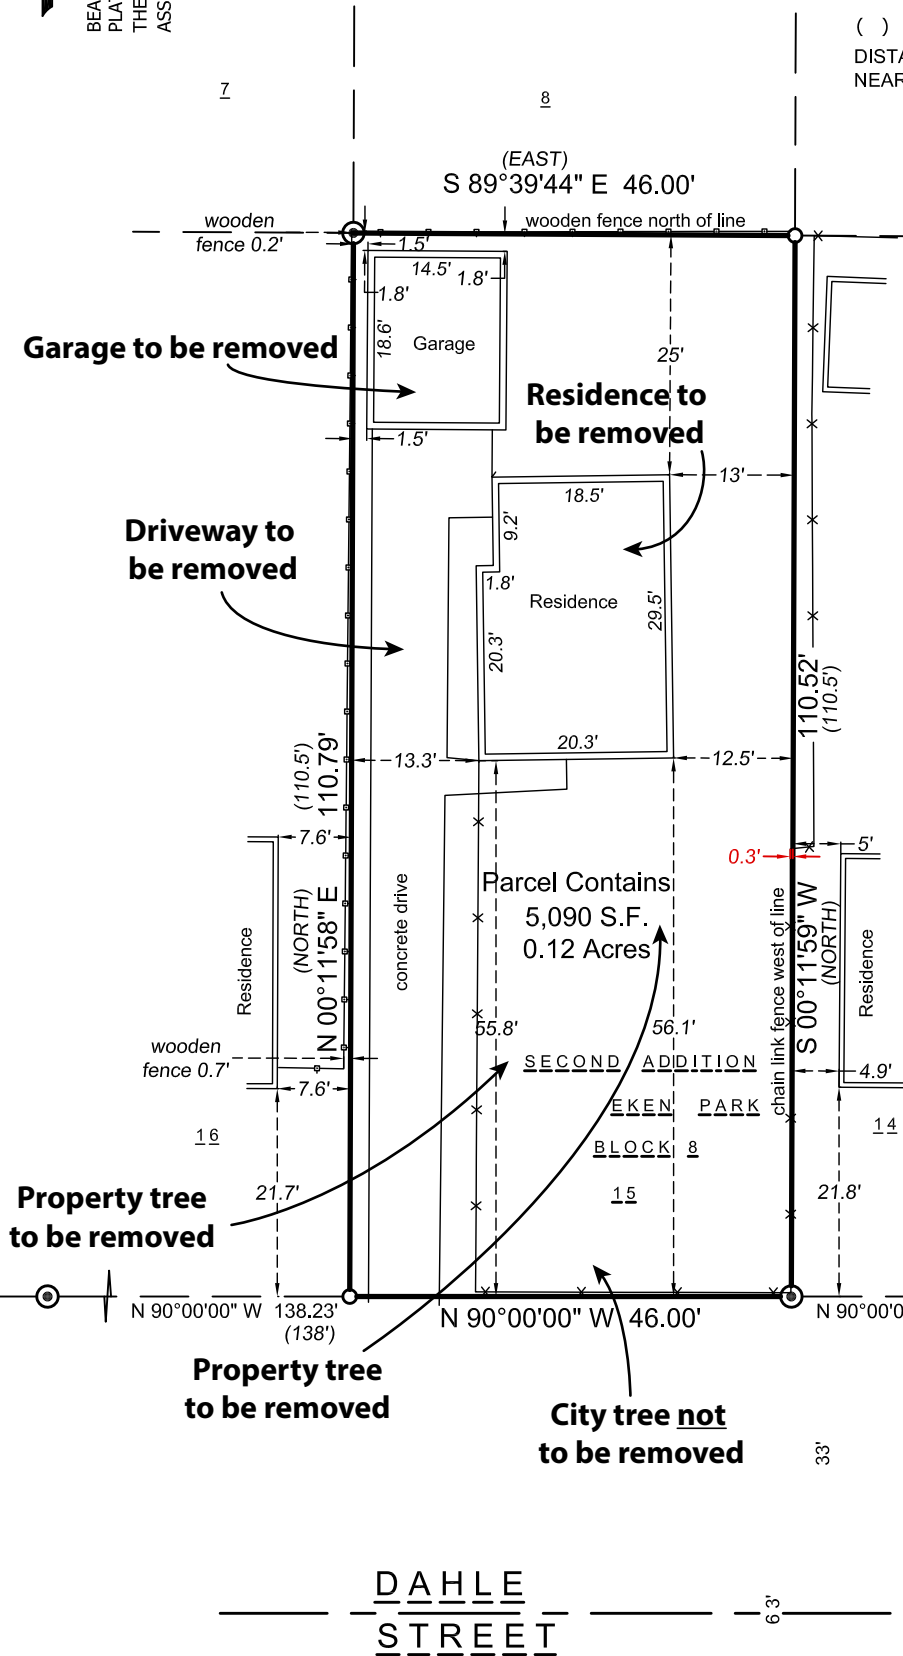 BEA
PLA
THE
ASS
( )
DISTA
NEAR
7
8
(EAST)
S 89°39'44" E 46.00'
wooden
fence 0.2'
wooden fence north of line
1.5'
14.5'
1.8'
1.8'
18.6'
Garage
Garage to be removed
25'
Residence to
be removed
1.5'
13'
18.5'
9.2'
Driveway to
be removed
1.8'
Residence
29.5'
20.3'
110.52'
(110.5')
20.3'
(110.5')
110.79'
13.3'
12.5'
7.6'
5'
0.3'
Parcel Contains
5,090 S.F.
0.12 Acres
concrete drive
(NORTH)
N 00°11'58" E
Residence
chain link fence west of line
S 00°11'59" W
(NORTH)
Residence
55.8'
56.1'
wooden
fence 0.7'
SECOND ADDITION
4.9'
7.6'
EKEN PARK
16
BLOCK 8
14
15
21.7'
21.8'
Property tree
to be removed
N 90°00'00" W 138.23'
(138')
N 90°00'00" W 46.00'
N 90°00'0
Property tree
to be removed
City tree not
to be removed
33'
DAHLE
STREET
63'